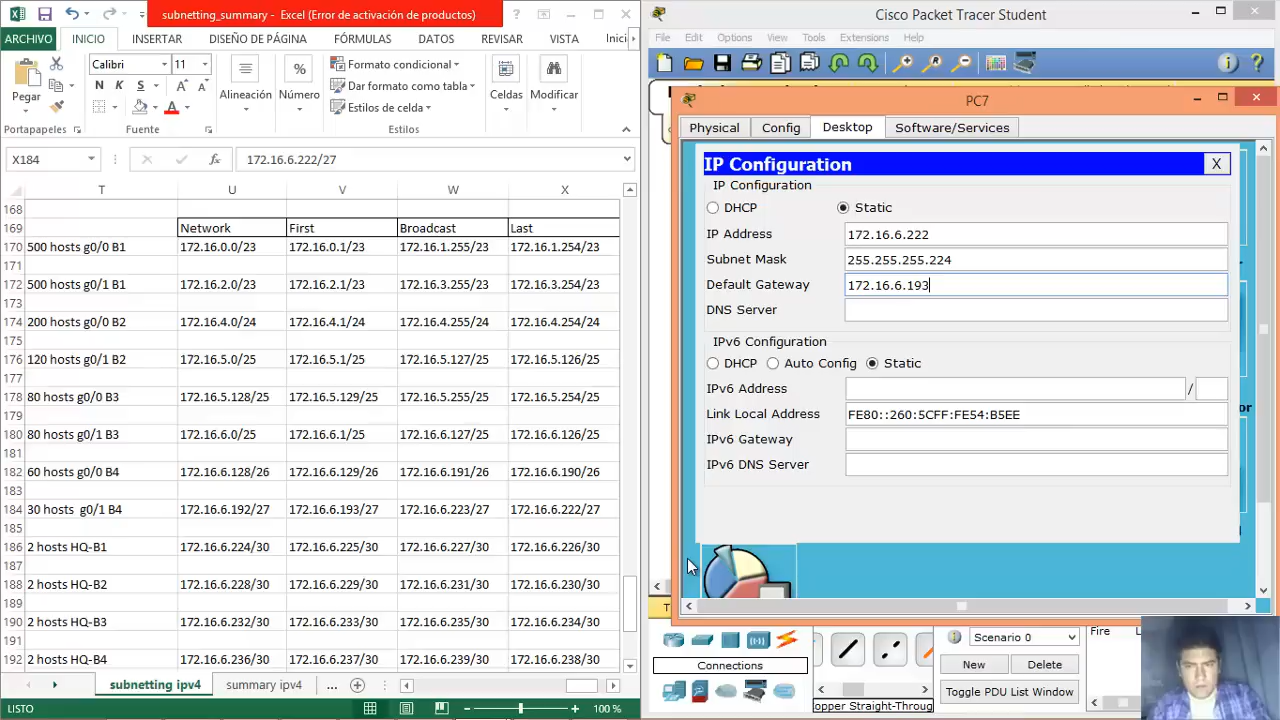 subnetting_summary - Excel (Error de activación de productos)
ARCHIVO INICIO INSERTAR DISEÑO DE PÁGINA FÓRMULAS DATOS REVISAR VISTA Inici
Pegar
Calibri 11
N K S
A A
Alineación
%
Número
Formato condicional
Dar formato como tabla
Estilos de celda
Celdas
Modificar
Portapapeles Fuente Estilos
X184 fx 172.16.6.222/27
T U V W X
168
169 Network First Broadcast Last
170 500 hosts g0/0 B1 172.16.0.0/23 172.16.0.1/23 172.16.1.255/23 172.16.1.254/23
171
172 500 hosts g0/1 B1 172.16.2.0/23 172.16.2.1/23 172.16.3.255/23 172.16.3.254/23
173
174 200 hosts g0/0 B2 172.16.4.0/24 172.16.4.1/24 172.16.4.255/24 172.16.4.254/24
175
176 120 hosts g0/1 B2 172.16.5.0/25 172.16.5.1/25 172.16.5.127/25 172.16.5.126/25
177
178 80 hosts g0/0 B3 172.16.5.128/25 172.16.5.129/25 172.16.5.255/25 172.16.5.254/25
179
180 80 hosts g0/1 B3 172.16.6.0/25 172.16.6.1/25 172.16.6.127/25 172.16.6.126/25
181
182 60 hosts g0/0 B4 172.16.6.128/26 172.16.6.129/26 172.16.6.191/26 172.16.6.190/26
183
184 30 hosts g0/1 B4 172.16.6.192/27 172.16.6.193/27 172.16.6.223/27 172.16.6.222/27
185
186 2 hosts HQ-B1 172.16.6.224/30 172.16.6.225/30 172.16.6.227/30 172.16.6.226/30
187
188 2 hosts HQ-B2 172.16.6.228/30 172.16.6.229/30 172.16.6.231/30 172.16.6.230/30
189
190 2 hosts HQ-B3 172.16.6.232/30 172.16.6.233/30 172.16.6.235/30 172.16.6.234/30
191
192 2 hosts HQ-B4 172.16.6.236/30 172.16.6.237/30 172.16.6.239/30 172.16.6.238/30
subnetting ipv4 summary ipv4 ...
LISTO 100 %
Cisco Packet Tracer Student
File Edit Options View Tools Extensions Help
PC7
Physical Config Desktop Software/Services
IP Configuration X
IP Configuration
DHCP Static
IP Address 172.16.6.222
Subnet Mask 255.255.255.224
Default Gateway 172.16.6.193
DNS Server
IPv6 Configuration
DHCP Auto Config Static
IPv6 Address /
Link Local Address FE80::260:5CFF:FE54:B5EE
IPv6 Gateway
IPv6 DNS Server
or
T
Connections
opper Straight-Throug
Scenario 0
New Delete
Toggle PDU List Window
Fire L